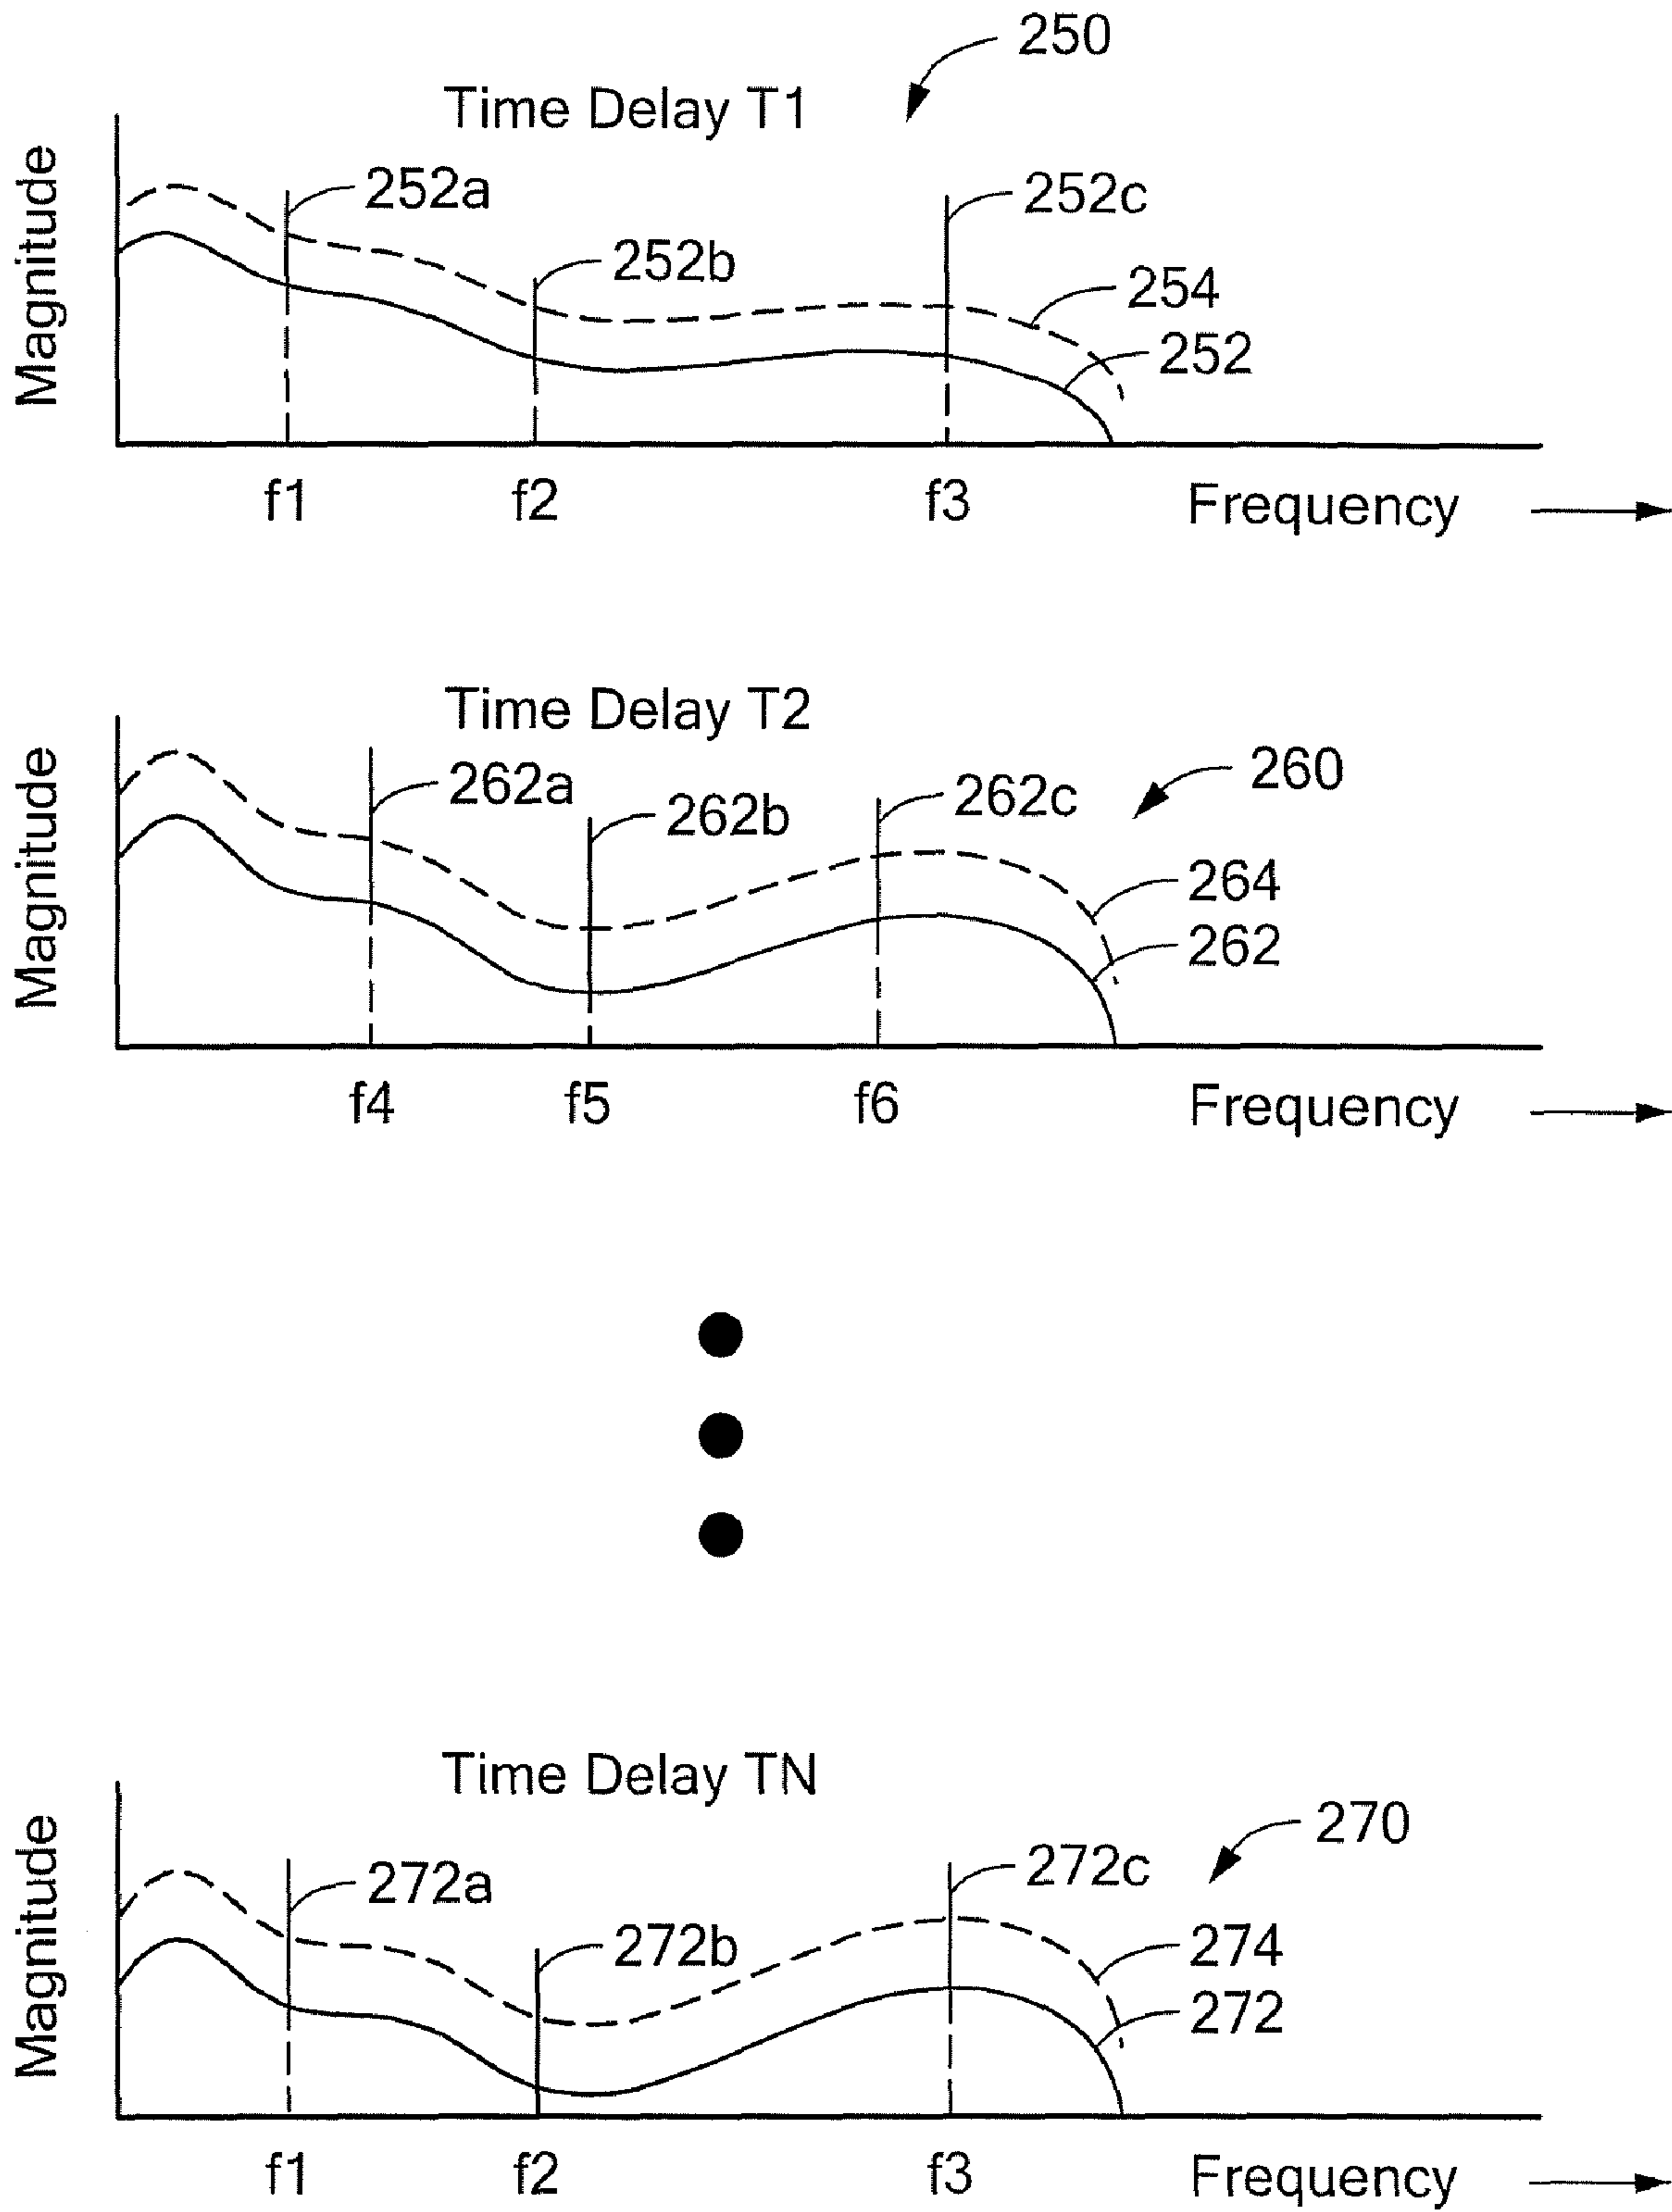 250
Time Delay T1
Magnitude
252a
252b
252c
254
252
f1 f2 f3 Frequency
Time Delay T2
Magnitude
262a
262b
262c
260
264
262
f4 f5 f6 Frequency
Time Delay TN
Magnitude
272a
272b
272c
270
274
272
f1 f2 f3 Frequency